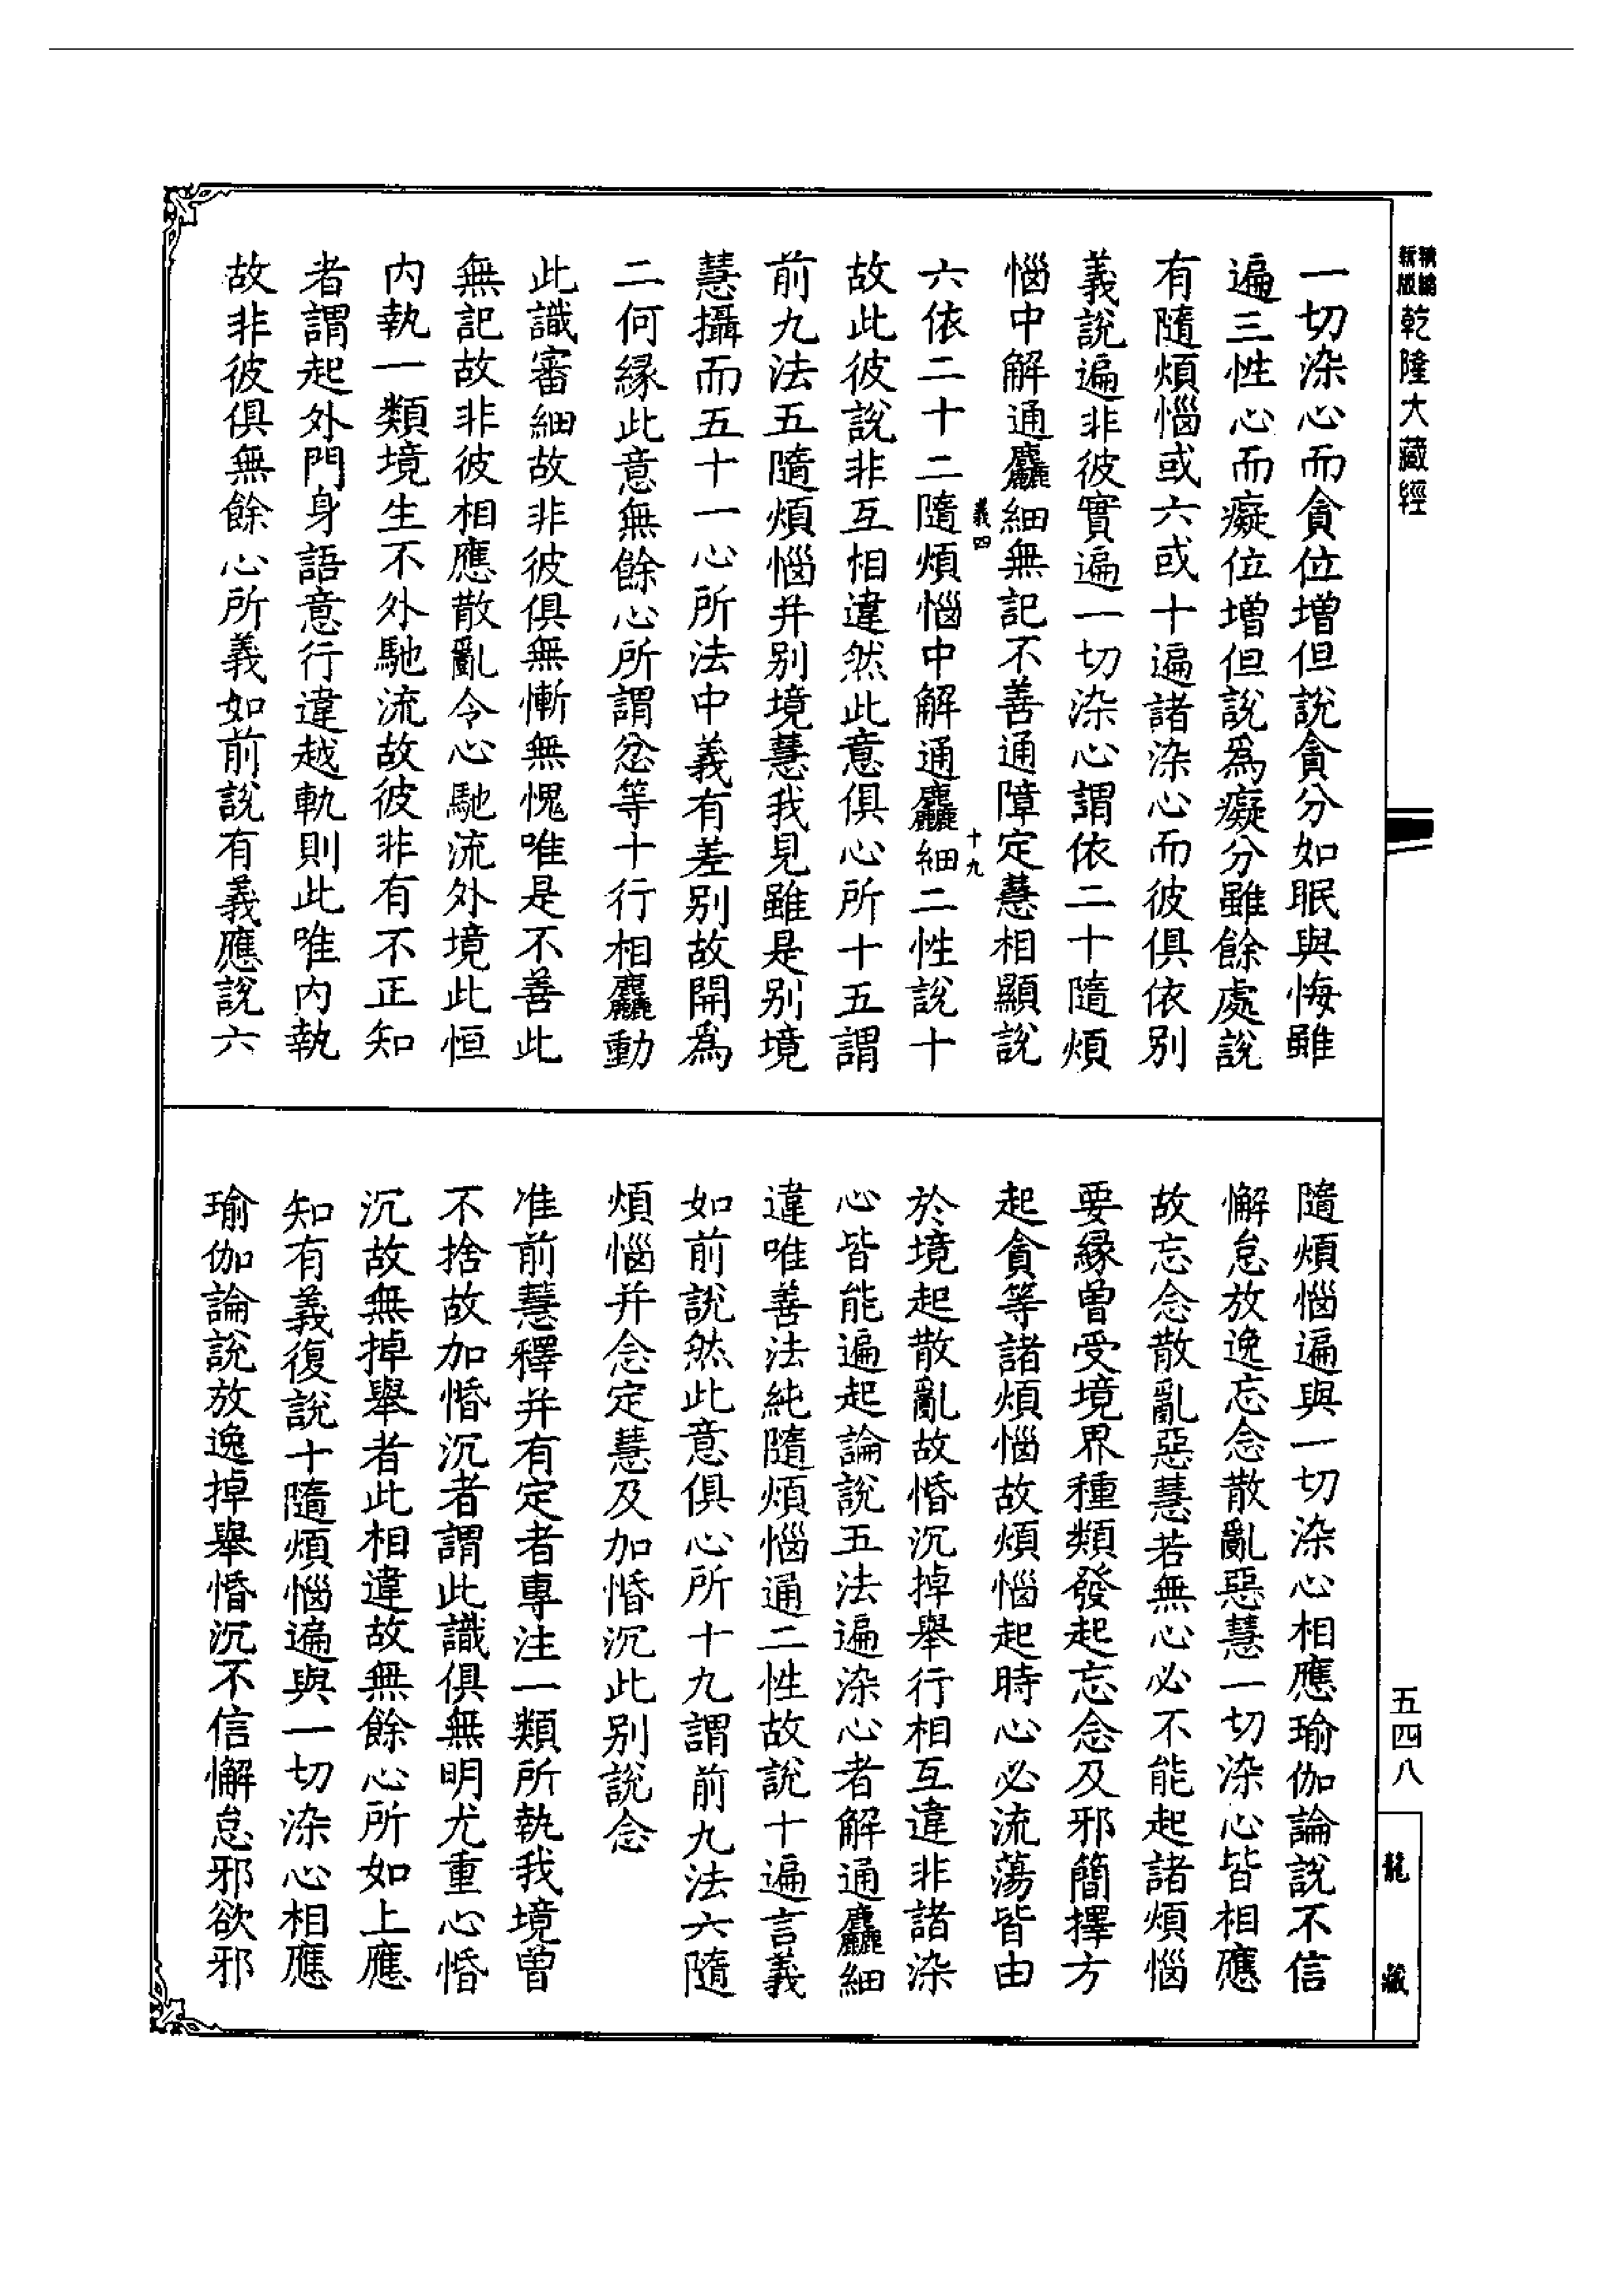 新編
新版
乾隆大藏經
一切染心而貪位增但說貪分如眠與悔雖
遍三性心而癡位增但說為癡分雖餘處說
有隨煩惱或六或十遍諸染心而彼俱依別
義說遍非彼實遍一切染心謂依二十隨煩
惱中解通麤細無記不善通障定慧相顯說
義四
十九
六依二十二隨煩惱中解通麤細二性說十
故此彼說非互相違然此意俱心所十五謂
前九法五隨煩惱并別境慧我見雖是別境
慧攝而五十一心所法中義有差別故開為
二何緣此意無餘心所謂忿等十行相麤動
此識審細故非彼俱無慚無愧唯是不善此
無記故非彼相應散亂令心馳流外境此恒
內執一類境生不外馳流故彼非有不正知
者謂起外門身語意行違越軌則此唯內執
故非彼俱無餘心所義如前說有義應說六
隨煩惱遍與一切染心相應瑜伽論說不信
懈怠放逸忘念散亂惡慧一切染心皆相應
故忘念散亂惡慧若無心必不能起諸煩惱
要緣曾受境界種類發起忘念及邪簡擇方
起貪等諸煩惱故煩惱起時心必流蕩皆由
於境起散亂故惛沉掉舉行相互違非諸染
心皆能遍起論說五法遍染心者解通麤細
違唯善法純隨煩惱通二性故說十遍言義
如前說然此意俱心所十九謂前九法六隨
煩惱并念定慧及加惛沉此別說念
准前慧釋并有定者專注一類所執我境曾
不捨故加惛沉者謂此識俱無明尤重心惛
沉故無掉舉者此相違故無餘心所如上應
知有義復說十隨煩惱遍與一切染心相應
瑜伽論說放逸掉舉惛沉不信懈怠邪欲邪
五四八
龍藏